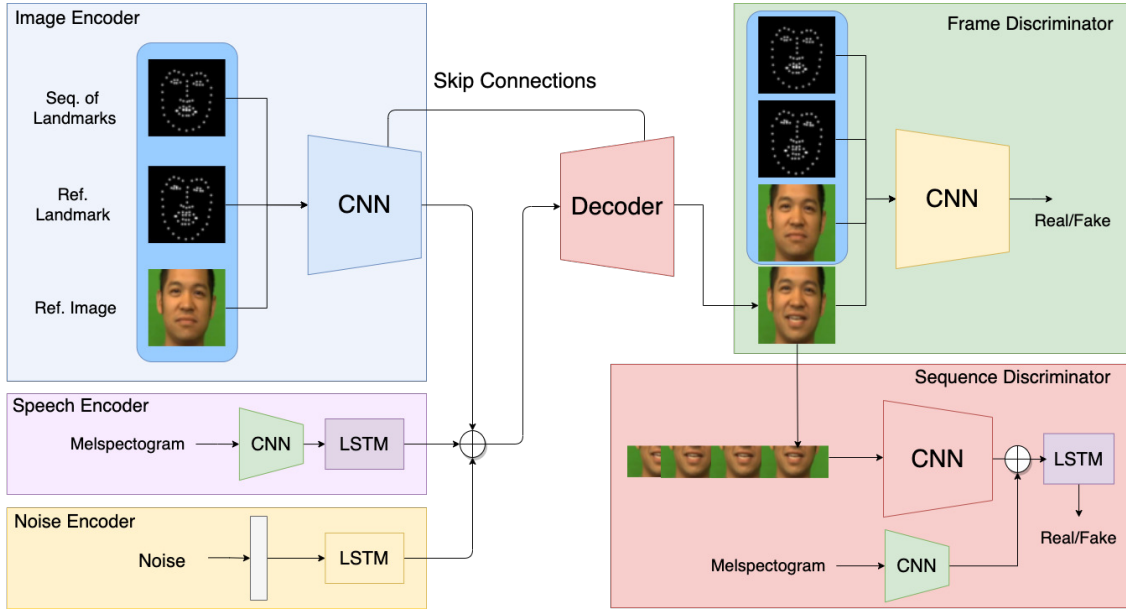 Image Encoder
Seq. of
Landmarks
Ref.
Landmark
Ref. Image
CNN
Skip Connections
Decoder
Frame Discriminator
CNN
Real/Fake
Speech Encoder
Melspectogram
CNN
LSTM
Noise Encoder
Noise
LSTM
Sequence Discriminator
CNN
LSTM
Real/Fake
Melspectogram
CNN